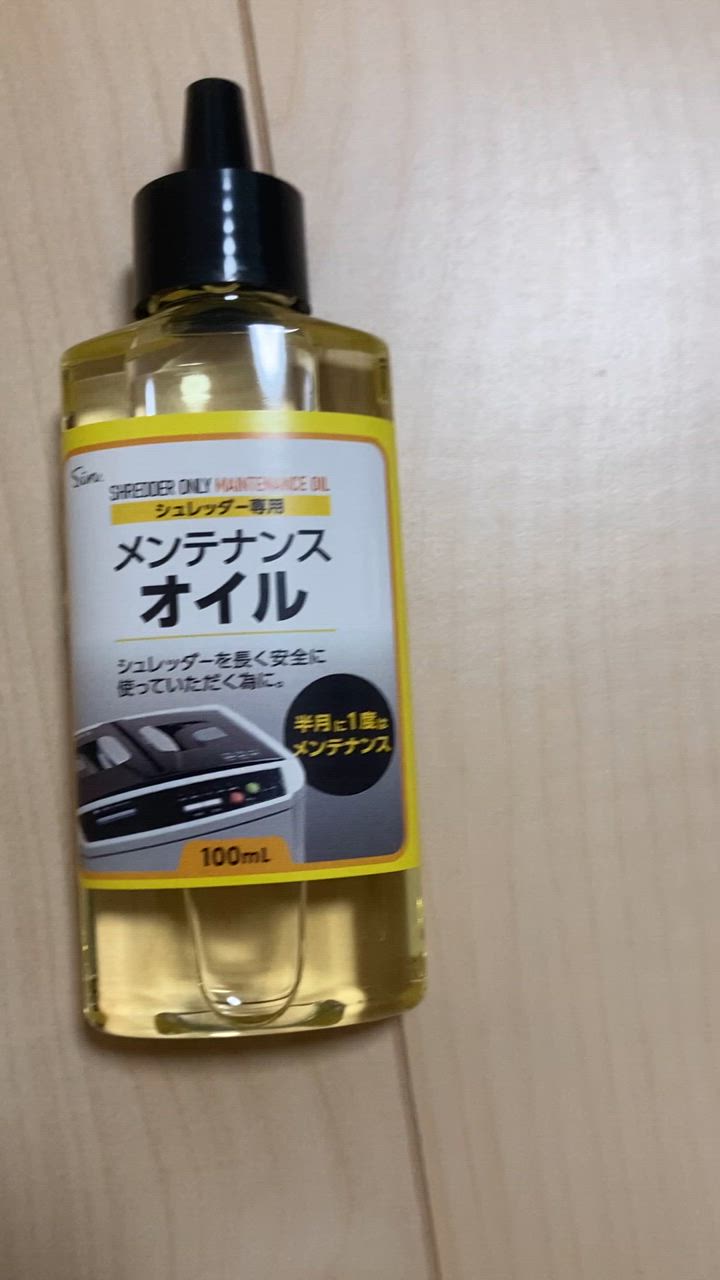 SHREDDER ONLY MAINTENANCE OIL
シュレッダー専用
メンテナンス
オイル
シュレッダーを長く安全に
使っていただく為に。
半月に1度は
メンテナンス
100mL